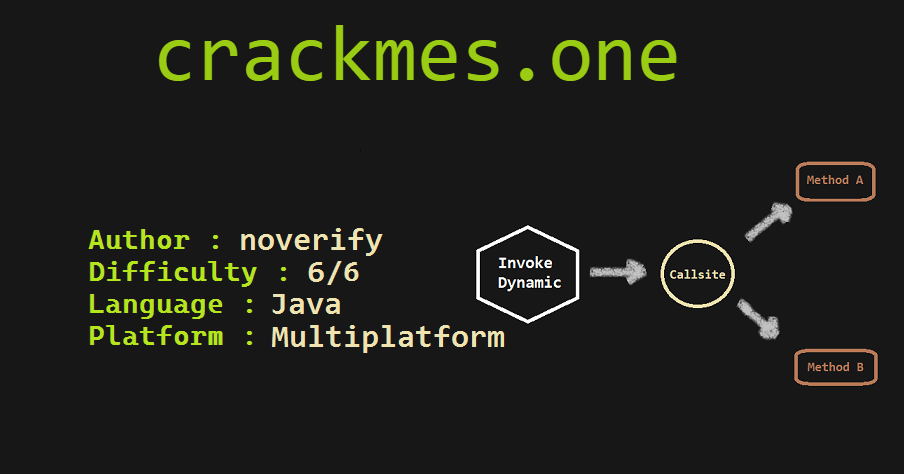 crackmes.one
Author : noverify
Difficulty : 6/6
Language : Java
Platform : Multiplatform
Invoke
Dynamic
Callsite
Method A
Method B